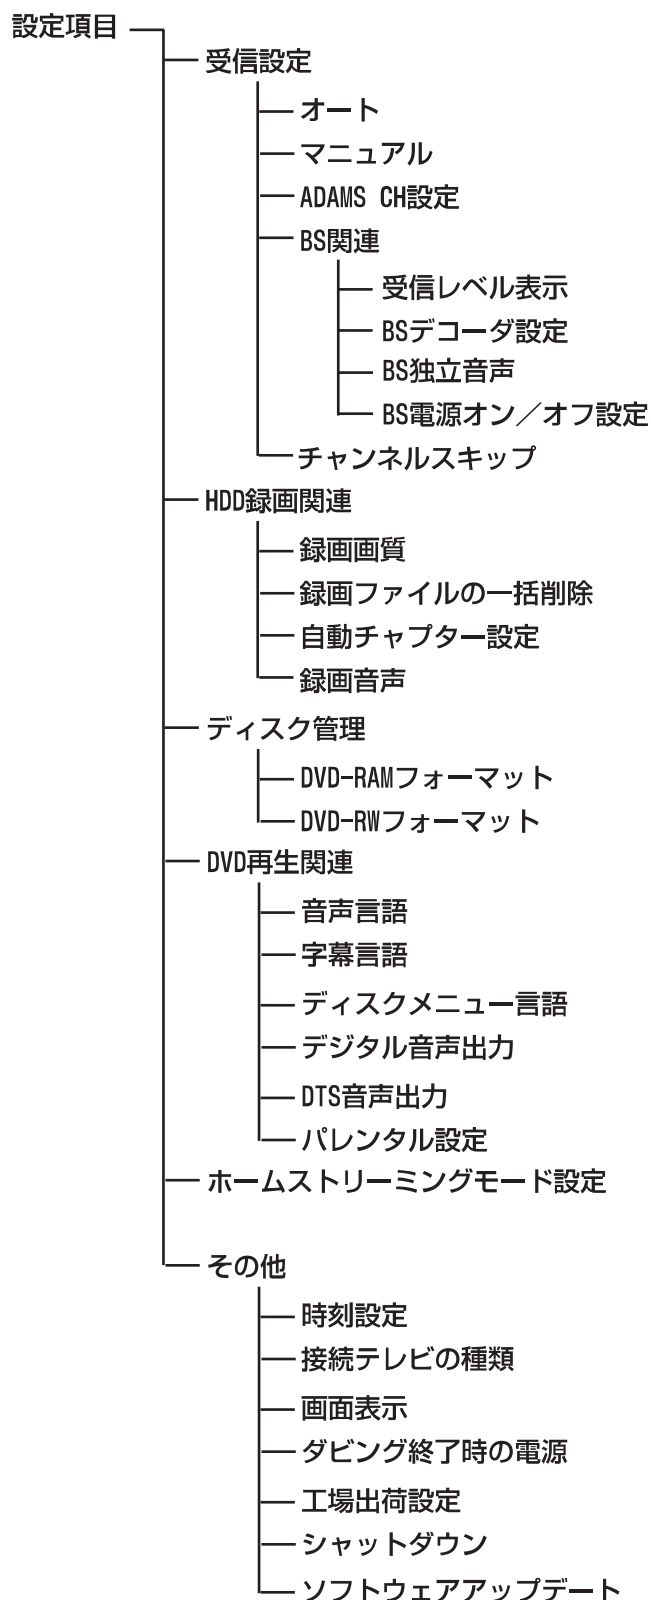 設定項目
受信設定
オート
マニュアル
ADAMS CH設定
BS関連
受信レベル表示
BSデコーダ設定
BS独立音声
BS電源オン／オフ設定
チャンネルスキップ
HDD録画関連
録画画質
録画ファイルの一括削除
自動チャプター設定
録画音声
ディスク管理
DVD-RAMフォーマット
DVD-RWフォーマット
DVD再生関連
音声言語
字幕言語
ディスクメニュー言語
デジタル音声出力
DTS音声出力
パレンタル設定
ホームストリーミングモード設定
その他
時刻設定
接続テレビの種類
画面表示
ダビング終了時の電源
工場出荷設定
シャットダウン
ソフトウェアアップデート